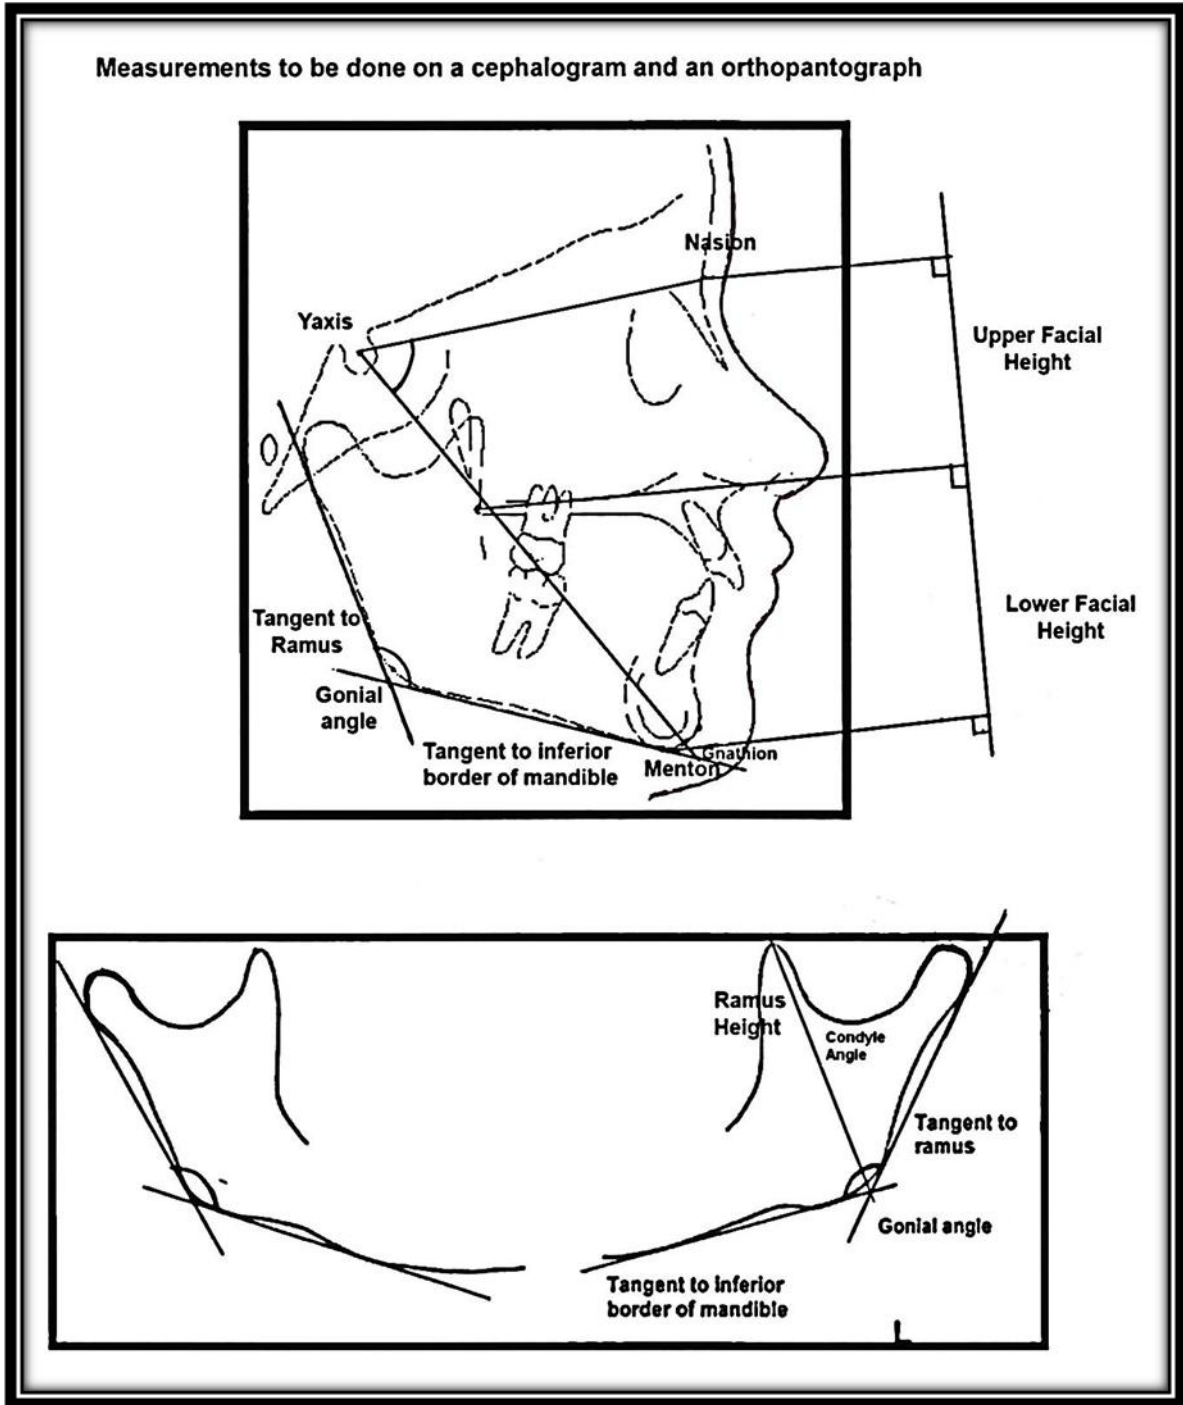 Measurements to be done on a cephalogram and an orthopantograph
Nasion
Yaxis
Upper Facial
Height
Lower Facial
Height
Tangent to
Ramus
Gonial
angle
Tangent to inferior
border of mandible
Gnathion
Menton
Ramus
Height
Condyle
Angle
Tangent to
ramus
Gonial angle
Tangent to inferior
border of mandible
L